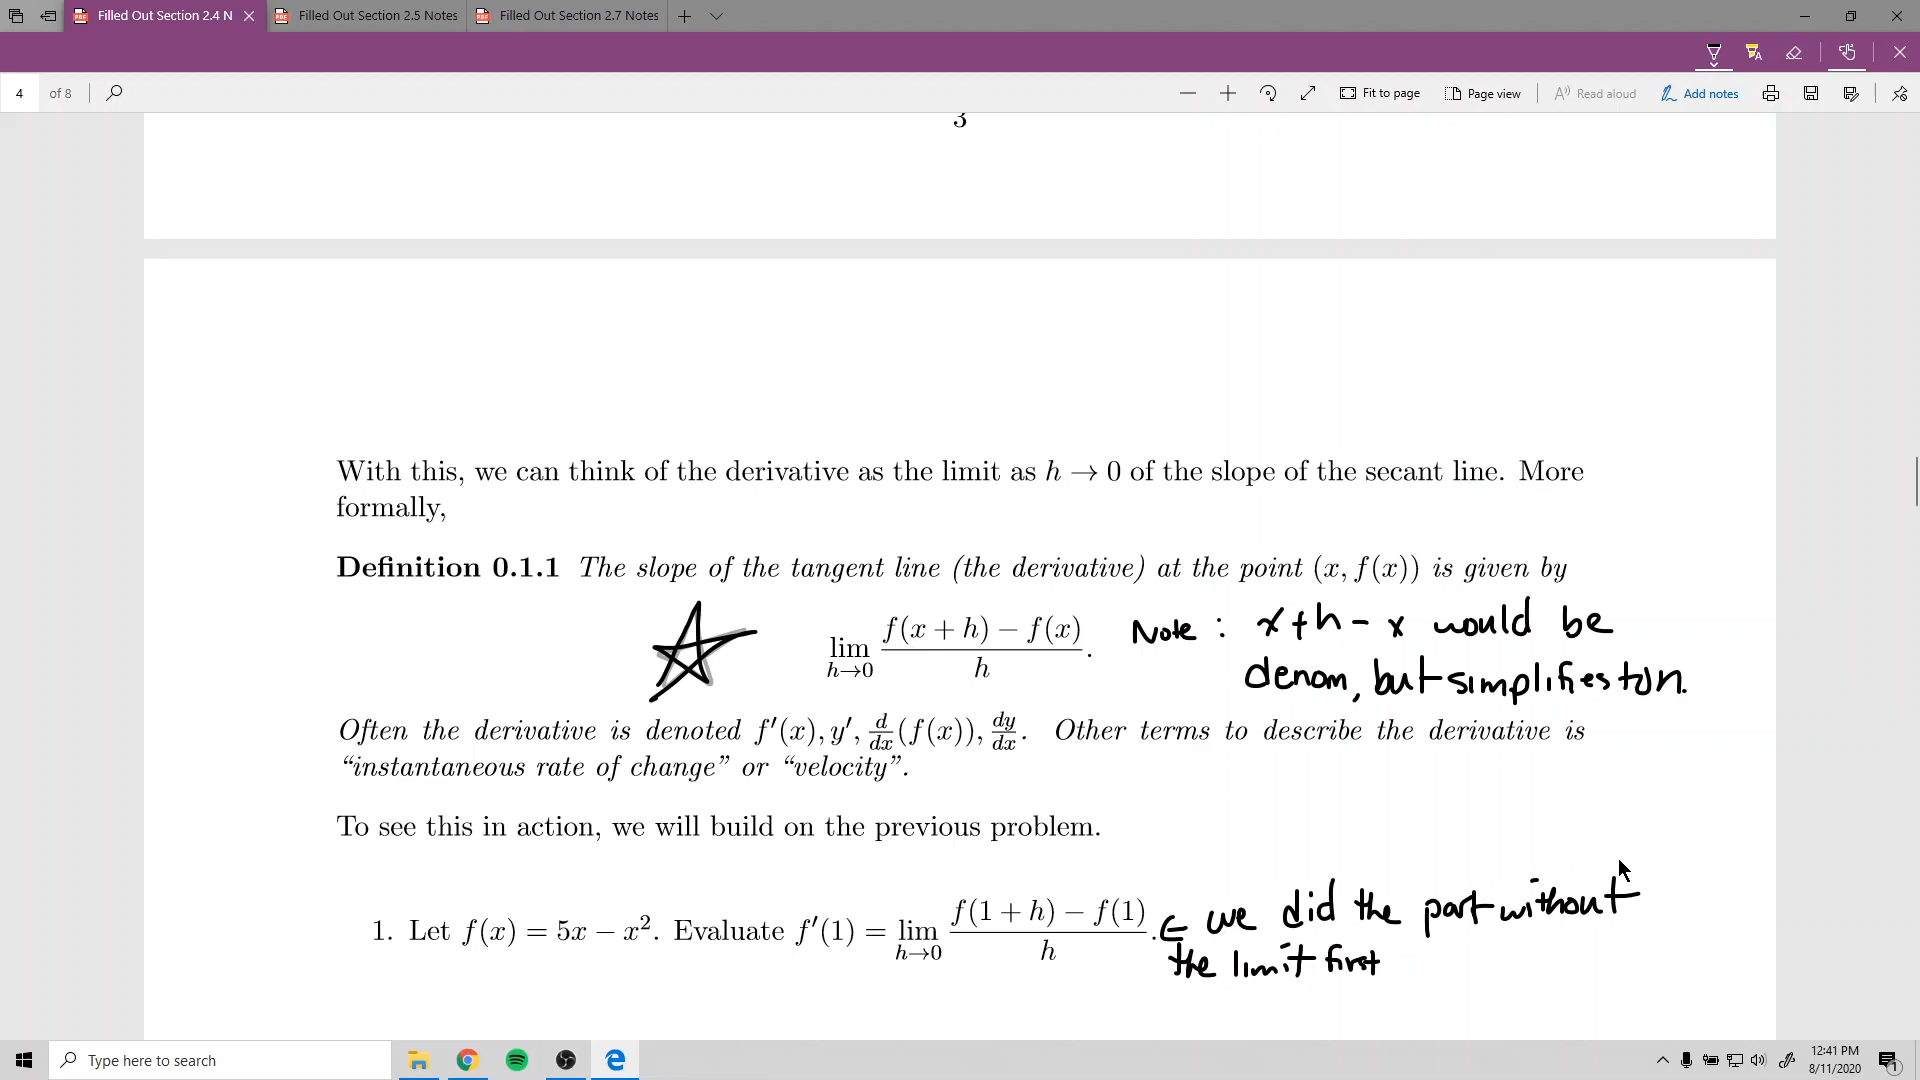 Filled Out Section 2.4 N
Filled Out Section 2.5 Notes
Filled Out Section 2.7 Notes
4 of 8
Fit to page
Page view
Read aloud
Add notes
3
With this, we can think of the derivative as the limit as h → 0 of the slope of the secant line. More
formally,
Definition 0.1.1 The slope of the tangent line (the derivative) at the point (x, f(x)) is given by
lim_{h→0} \frac{f(x + h) − f(x)}{h}. Note : x+h - x would be
denom, but simplifies to h.
Often the derivative is denoted f′(x), y′, \frac{d}{dx}(f(x)), \frac{dy}{dx}. Other terms to describe the derivative is
“instantaneous rate of change” or “velocity”.
To see this in action, we will build on the previous problem.
1. Let f(x) = 5x − x². Evaluate f′(1) = lim_{h→0} \frac{f(1 + h) − f(1)}{h}. ← we did the part without
the limit first
Type here to search
12:41 PM
8/11/2020
1